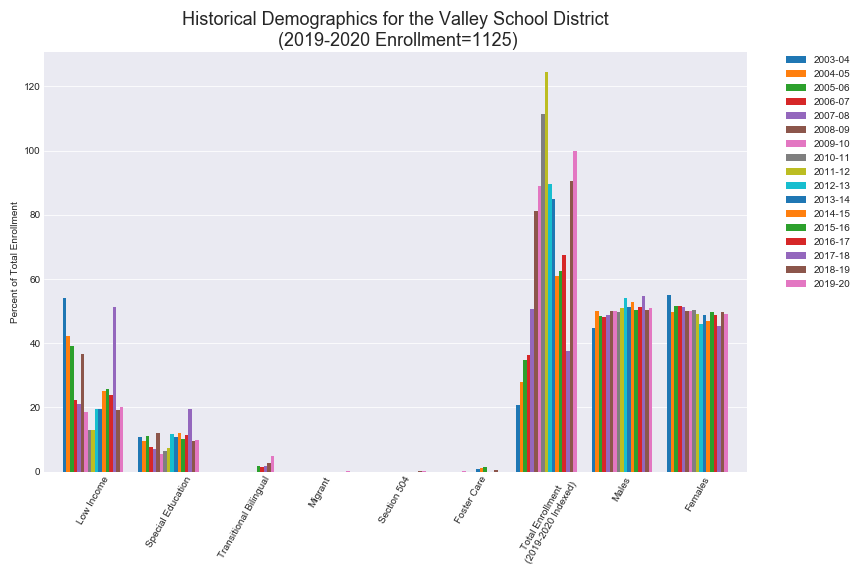 Historical Demographics for the Valley School District
(2019-2020 Enrollment=1125)
Percent of Total Enrollment
120
100
80
60
40
20
0
Low Income
Special Education
Transitional Bilingual
Migrant
Section 504
Foster Care
Total Enrollment
(2019-2020 Indexed)
Males
Females
2003-04
2004-05
2005-06
2006-07
2007-08
2008-09
2009-10
2010-11
2011-12
2012-13
2013-14
2014-15
2015-16
2016-17
2017-18
2018-19
2019-20